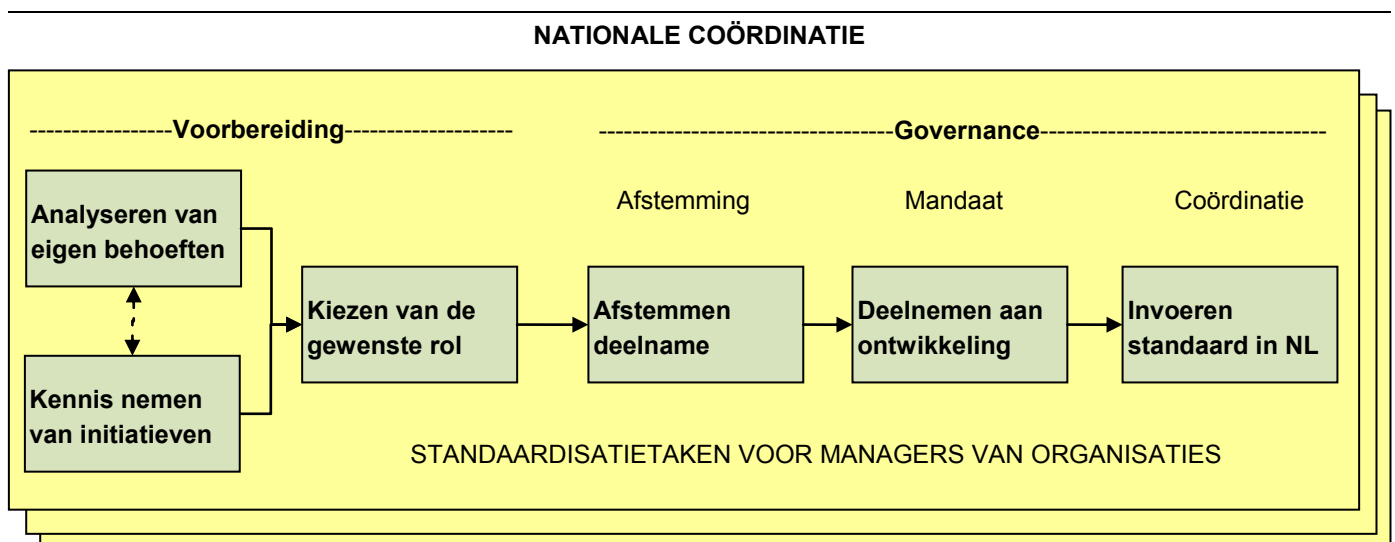 NATIONALE COÖRDINATIE
-----------------Voorbereiding--------------------
-----------------------------------Governance----------------------------------
Analyseren van
eigen behoeften
Kennis nemen
van initiatieven
Kiezen van de
gewenste rol
Afstemming
Afstemmen
deelname
Mandaat
Deelnemen aan
ontwikkeling
Coördinatie
Invoeren
standaard in NL
STANDAARDISATIETAKEN VOOR MANAGERS VAN ORGANISATIES